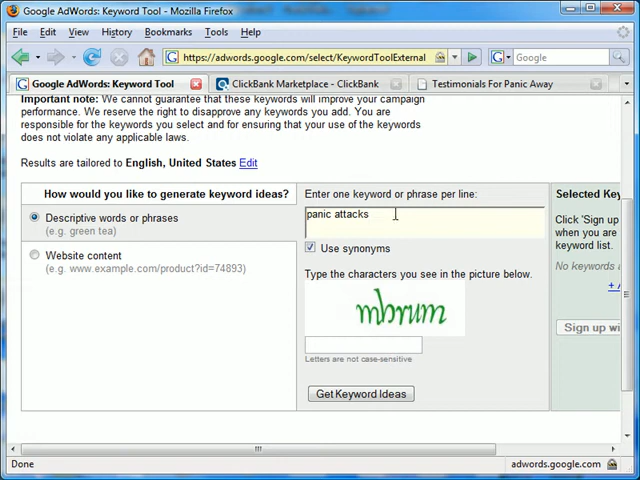 Google AdWords: Keyword Tool - Mozilla Firefox
File Edit View History Bookmarks Tools Help
https://adwords.google.com/select/KeywordToolExternal
Google
Google AdWords: Keyword Tool
ClickBank Marketplace - ClickBank
Testimonials For Panic Away
Important note: We cannot guarantee that these keywords will improve your campaign
performance. We reserve the right to disapprove any keywords you add. You are
responsible for the keywords you select and for ensuring that your use of the keywords
does not violate any applicable laws.
Results are tailored to English, United States Edit
How would you like to generate keyword ideas?
Descriptive words or phrases
(e.g. green tea)
Website content
(e.g. www.example.com/product?id=74893)
Enter one keyword or phrase per line:
panic attacks
Use synonyms
Type the characters you see in the picture below.
mbrum
Letters are not case-sensitive
Get Keyword Ideas
Selected Key
Click 'Sign up
when you are
keyword list.
No keywords
+ A
Sign up wi
Done
adwords.google.com